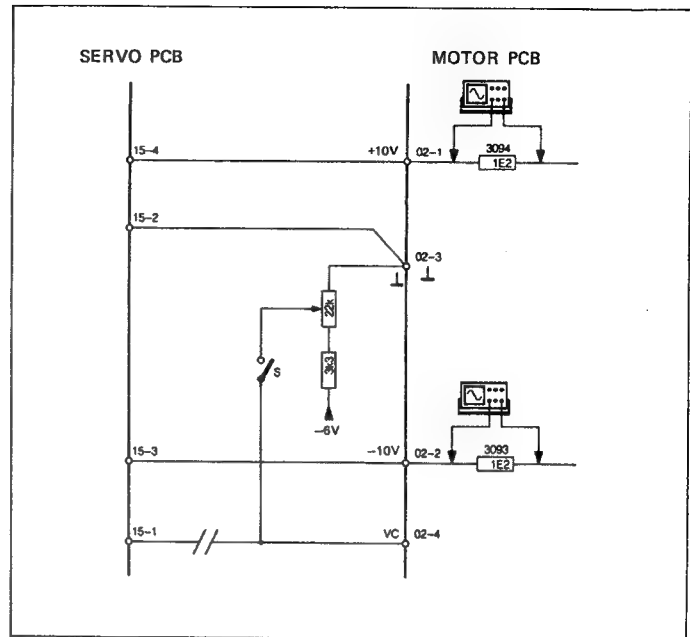 SERVO PCB
MOTOR PCB
15-4
+10V
02-1
3094
1E2
15-2
02-3
22k
3k3
S
-6V
15-3
-10V
02-2
3093
1E2
15-1
VC
02-4